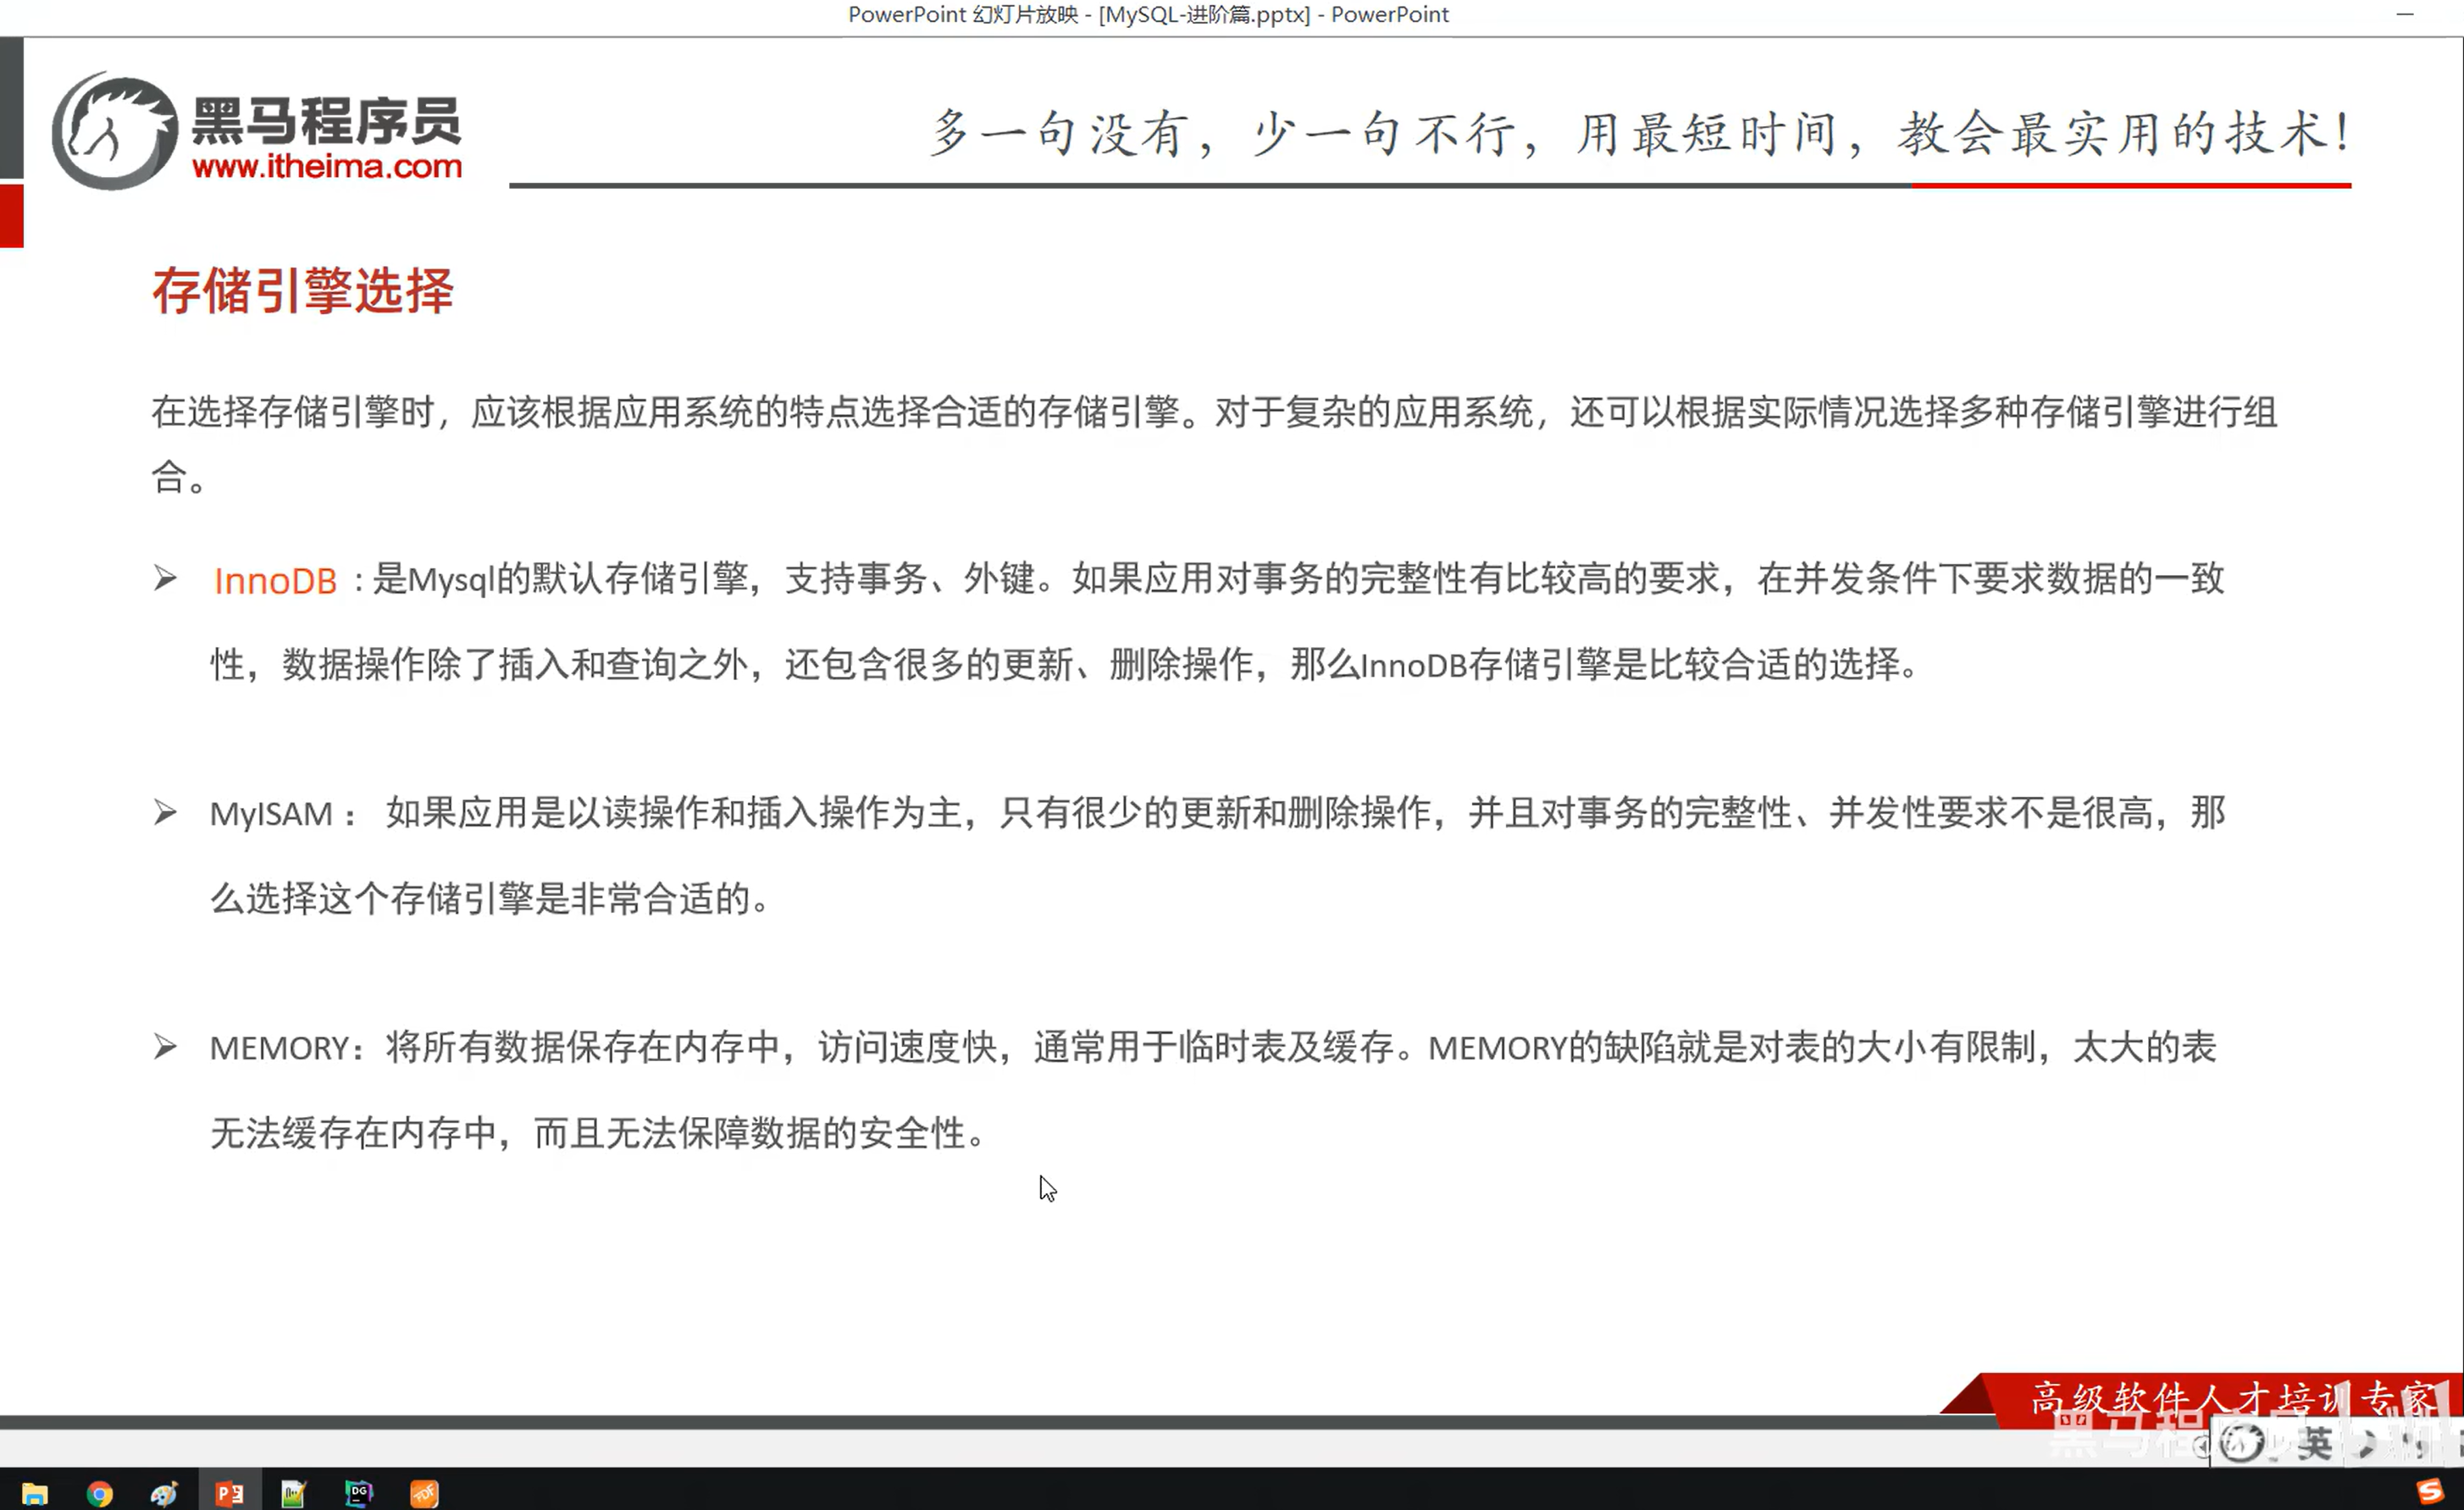 PowerPoint 幻灯片放映 - [MySQL-进阶篇.pptx] - PowerPoint
黑马程序员
www.itheima.com
多一句没有，少一句不行，用最短时间，教会最实用的技术！
存储引擎选择
在选择存储引擎时，应该根据应用系统的特点选择合适的存储引擎。对于复杂的应用系统，还可以根据实际情况选择多种存储引擎进行组
合。
InnoDB : 是Mysql的默认存储引擎，支持事务、外键。如果应用对事务的完整性有比较高的要求，在并发条件下要求数据的一致
性，数据操作除了插入和查询之外，还包含很多的更新、删除操作，那么InnoDB存储引擎是比较合适的选择。
MyISAM ： 如果应用是以读操作和插入操作为主，只有很少的更新和删除操作，并且对事务的完整性、并发性要求不是很高，那
么选择这个存储引擎是非常合适的。
MEMORY：将所有数据保存在内存中，访问速度快，通常用于临时表及缓存。MEMORY的缺陷就是对表的大小有限制，太大的表
无法缓存在内存中，而且无法保障数据的安全性。
高级软件人才培训专家
黑马程序员
英